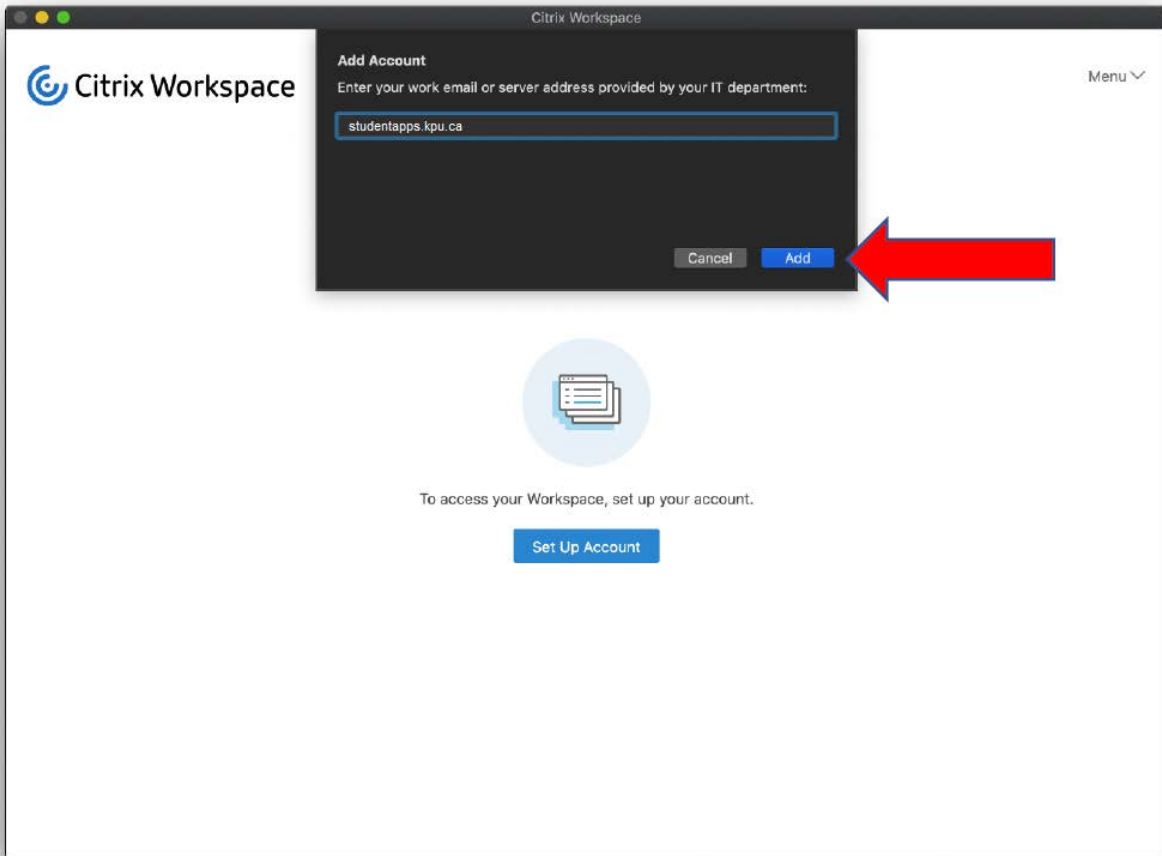 Citrix Workspace
Citrix Workspace
Menu
Add Account
Enter your work email or server address provided by your IT department:
studentapps.kpu.ca
Cancel
Add
To access your Workspace, set up your account.
Set Up Account